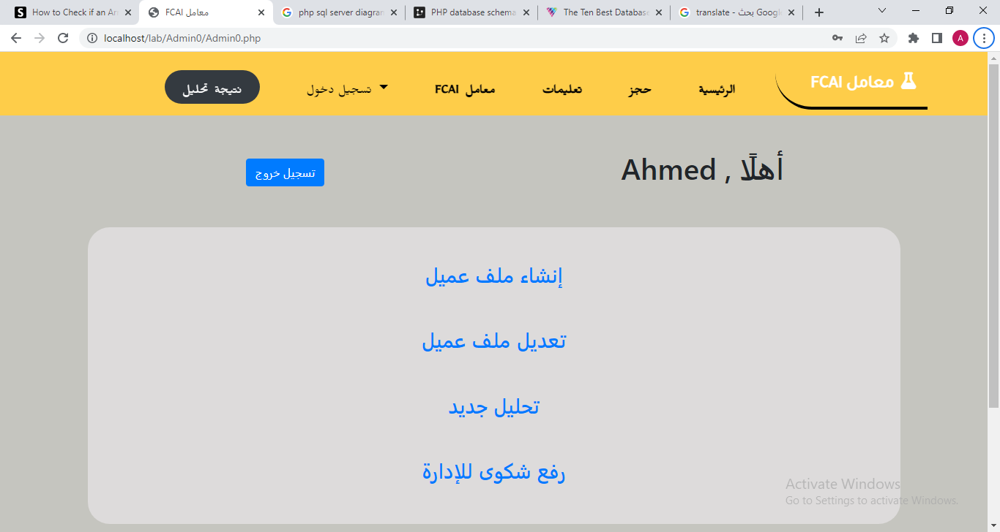 How to Check if an Ar
معامل FCAI
php sql server diagran
PHP database schema
The Ten Best Database
translate - بحث Google
localhost/lab/Admin0/Admin0.php
A
معامل FCAI
الرئيسية
حجز
تعليمات
معامل FCAI
تسجيل دخول
نتيجة تحليل
أهلًا , Ahmed
تسجيل خروج
إنشاء ملف عميل
تعديل ملف عميل
تحليل جديد
رفع شكوى للإدارة
Activate Windows
Go to Settings to activate Windows.